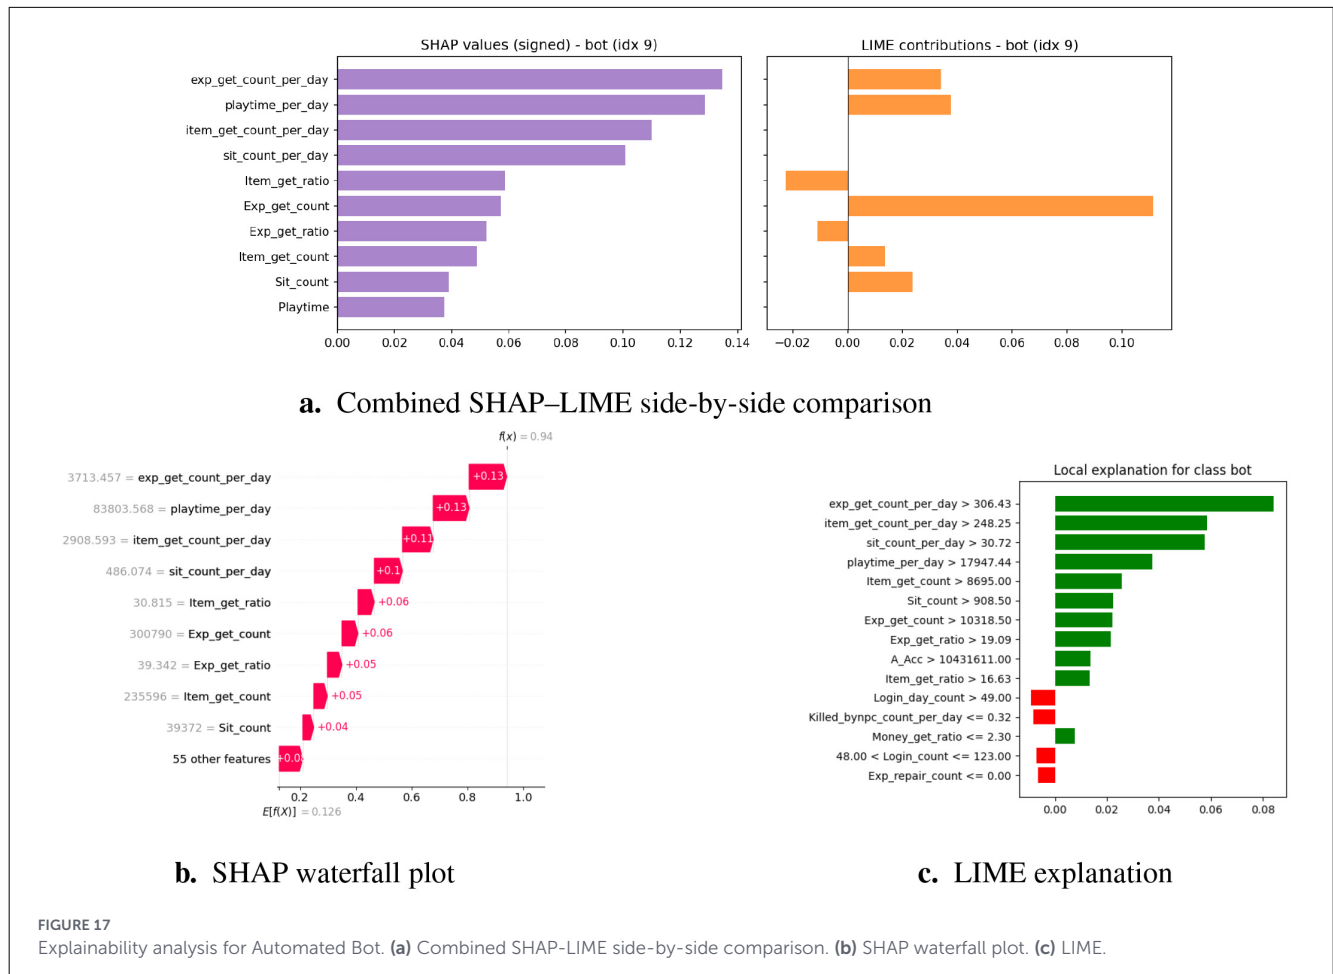 SHAP values (signed) - bot (idx 9)
LIME contributions - bot (idx 9)
exp_get_count_per_day
playtime_per_day
item_get_count_per_day
sit_count_per_day
Item_get_ratio
Exp_get_count
Exp_get_ratio
Item_get_count
Sit_count
Playtime
0.00 0.02 0.04 0.06 0.08 0.10 0.12 0.14
−0.02 0.00 0.02 0.04 0.06 0.08 0.10
a. Combined SHAP–LIME side-by-side comparison
f(x) = 0.94
3713.457 = exp_get_count_per_day +0.13
83803.568 = playtime_per_day +0.13
2908.593 = item_get_count_per_day +0.11
486.074 = sit_count_per_day +0.1
30.815 = Item_get_ratio +0.06
300790 = Exp_get_count +0.06
39.342 = Exp_get_ratio +0.05
235596 = Item_get_count +0.05
39372 = Sit_count +0.04
55 other features
0.2 0.4 0.6 0.8 1.0
E[f(X)] = 0.126
b. SHAP waterfall plot
Local explanation for class bot
exp_get_count_per_day > 306.43
item_get_count_per_day > 248.25
sit_count_per_day > 30.72
playtime_per_day > 17947.44
Item_get_count > 8695.00
Sit_count > 908.50
Exp_get_count > 10318.50
Exp_get_ratio > 19.09
A_Acc > 10431611.00
Item_get_ratio > 16.63
Login_day_count > 49.00
Killed_bynpc_count_per_day <= 0.32
Money_get_ratio <= 2.30
48.00 < Login_count <= 123.00
Exp_repair_count <= 0.00
0.00 0.02 0.04 0.06 0.08
c. LIME explanation
FIGURE 17
Explainability analysis for Automated Bot. (a) Combined SHAP-LIME side-by-side comparison. (b) SHAP waterfall plot. (c) LIME.